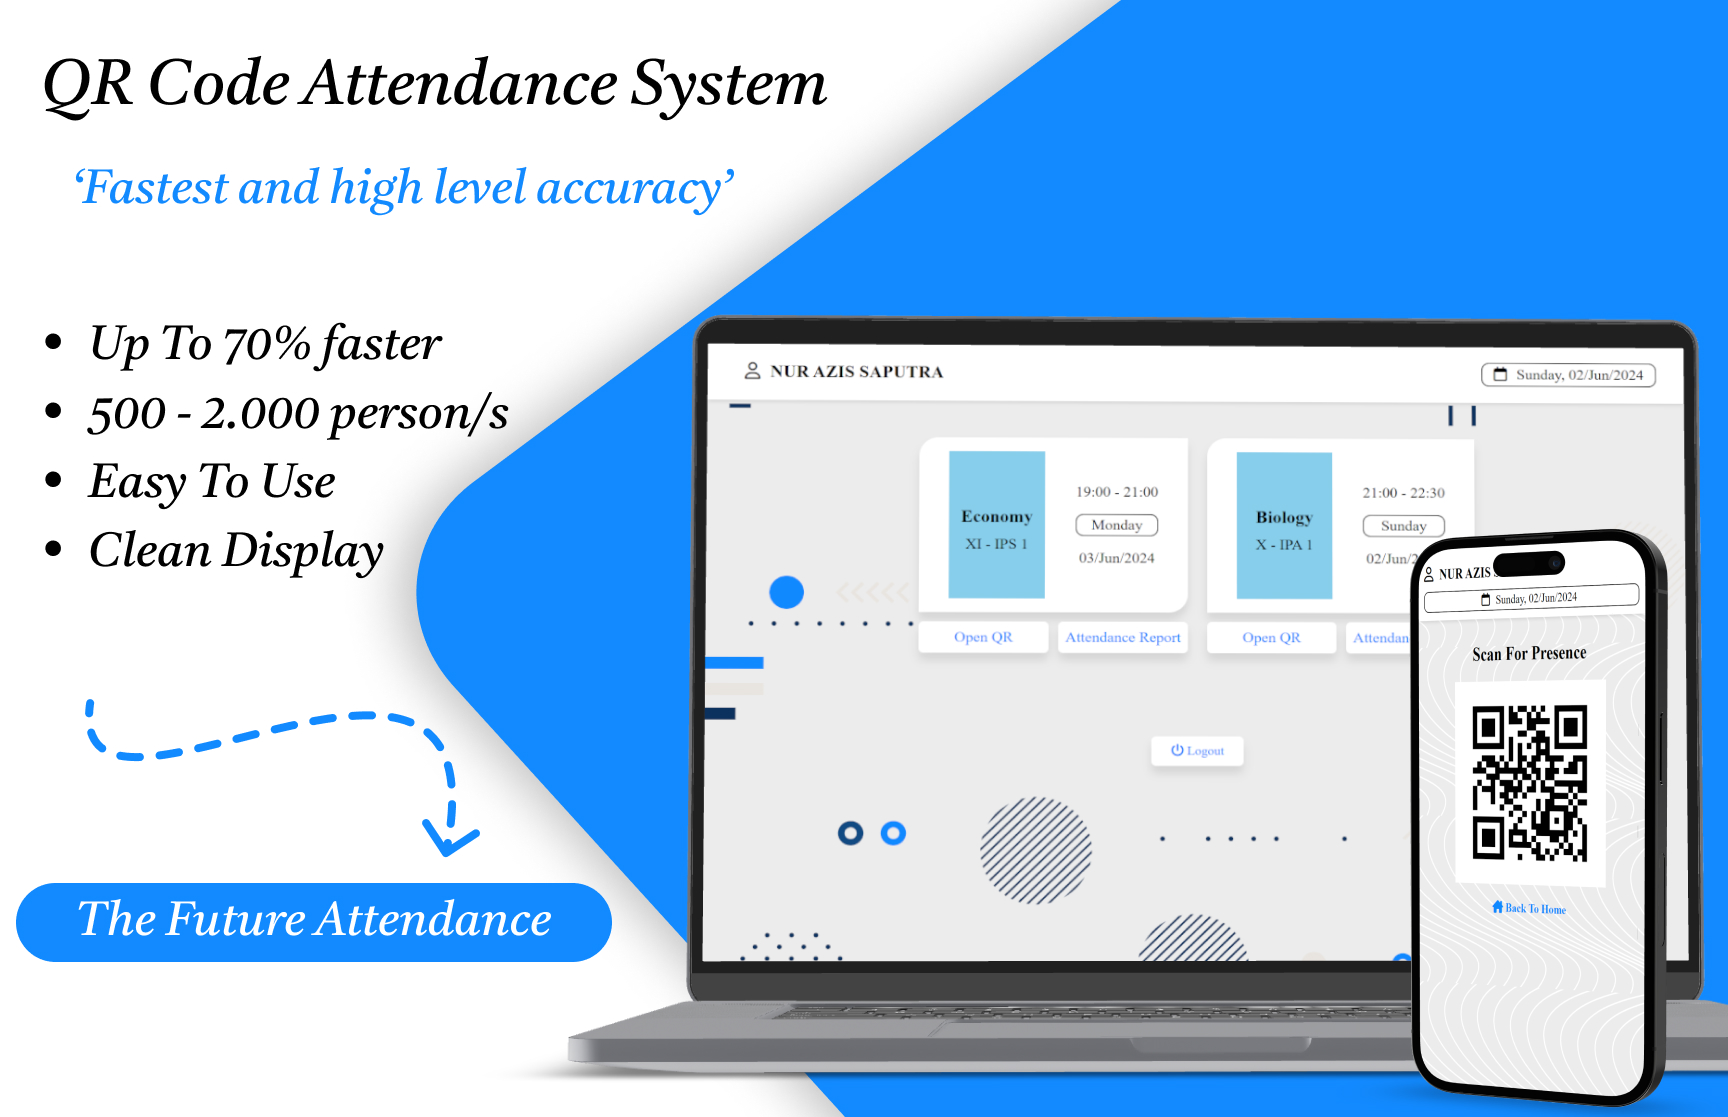 QR Code Attendance System
‘Fastest and high level accuracy’
Up To 70% faster
500 - 2.000 person/s
Easy To Use
Clean Display
The Future Attendance
NUR AZIS SAPUTRA
Sunday, 02/Jun/2024
Economy
XI - IPS 1
19:00 - 21:00
Monday
03/Jun/2024
Open QR
Attendance Report
Biology
X - IPA 1
21:00 - 22:30
Sunday
02/Jun/2
Open QR
Attendan
Logout
NUR AZIS S
Sunday, 02/Jun/2024
Scan For Presence
Back To Home